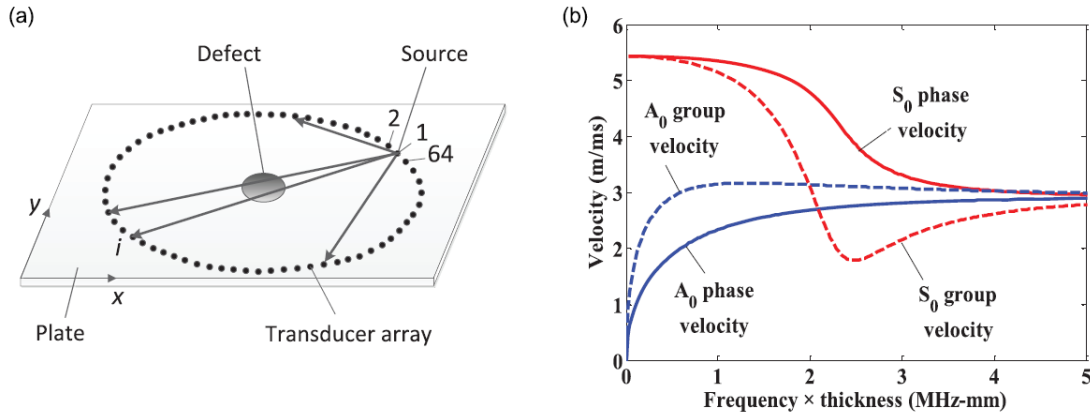 (a)
Defect
Source
2
1
64
y
i
x
Plate
Transducer array
(b)
6
5
4
3
2
1
0
Velocity (m/ms)
A₀ group
velocity
S₀ phase
velocity
A₀ phase
velocity
S₀ group
velocity
0 1 2 3 4 5
Frequency × thickness (MHz-mm)